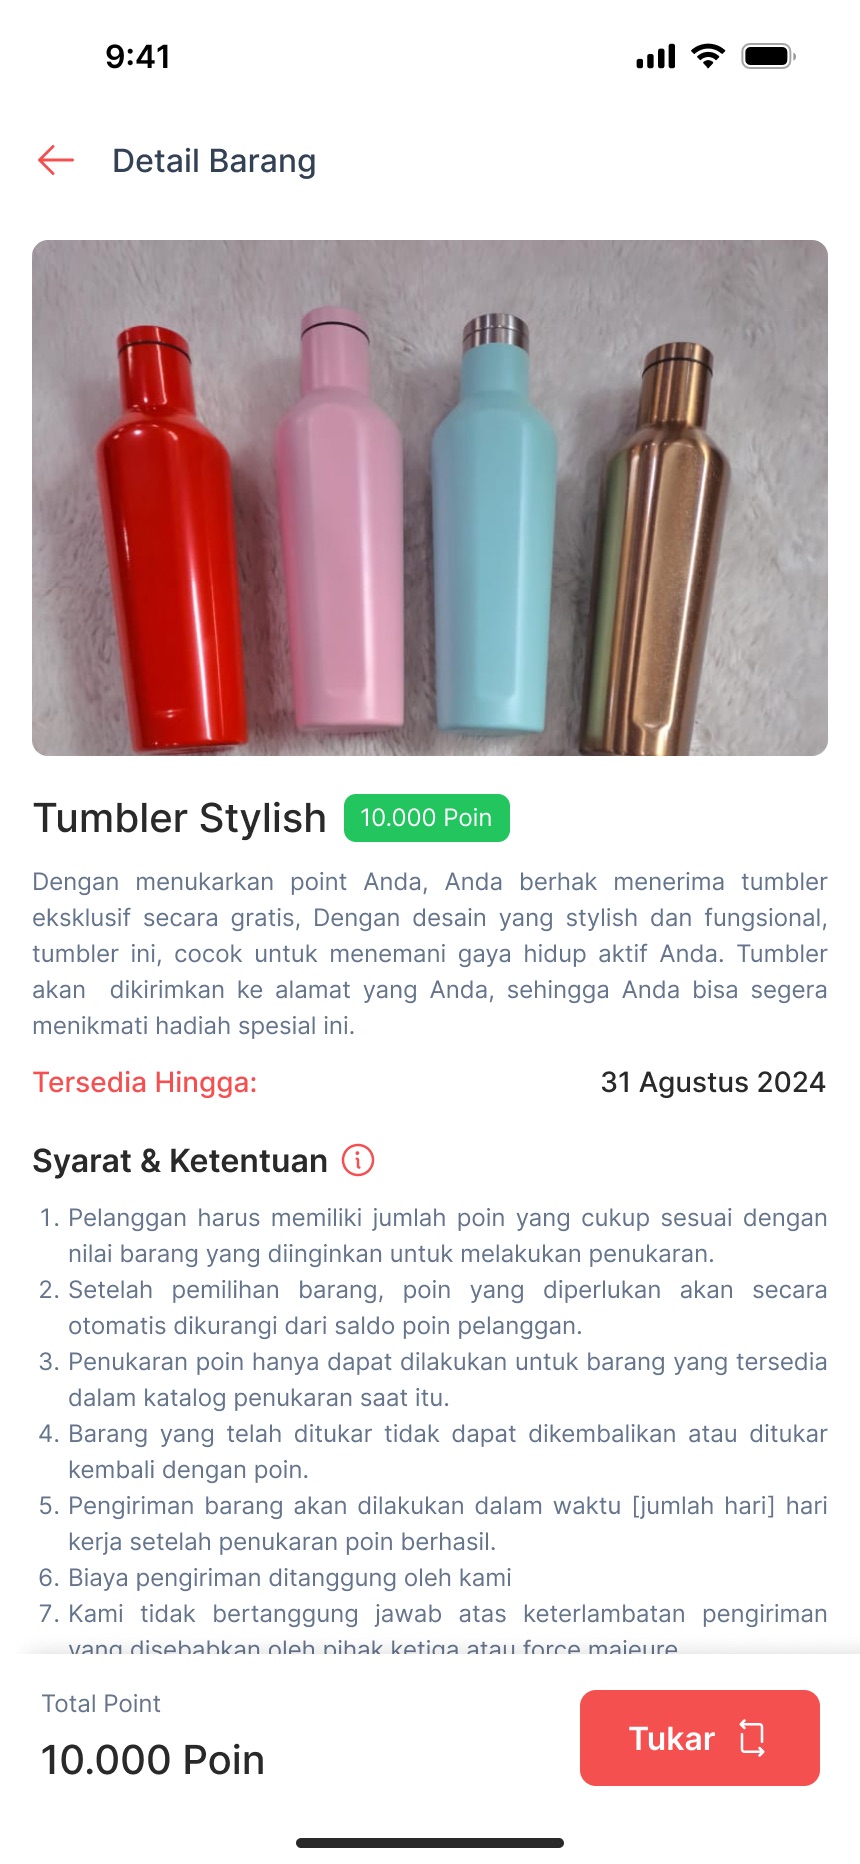 9:41
Detail Barang
Tumbler Stylish 10.000 Poin
Dengan menukarkan point Anda, Anda berhak menerima tumbler
eksklusif secara gratis, Dengan desain yang stylish dan fungsional,
tumbler ini, cocok untuk menemani gaya hidup aktif Anda. Tumbler
akan dikirimkan ke alamat yang Anda, sehingga Anda bisa segera
menikmati hadiah spesial ini.
Tersedia Hingga: 31 Agustus 2024
Syarat & Ketentuan
1. Pelanggan harus memiliki jumlah poin yang cukup sesuai dengan
nilai barang yang diinginkan untuk melakukan penukaran.
2. Setelah pemilihan barang, poin yang diperlukan akan secara
otomatis dikurangi dari saldo poin pelanggan.
3. Penukaran poin hanya dapat dilakukan untuk barang yang tersedia
dalam katalog penukaran saat itu.
4. Barang yang telah ditukar tidak dapat dikembalikan atau ditukar
kembali dengan poin.
5. Pengiriman barang akan dilakukan dalam waktu [jumlah hari] hari
kerja setelah penukaran poin berhasil.
6. Biaya pengiriman ditanggung oleh kami
7. Kami tidak bertanggung jawab atas keterlambatan pengiriman
yang disebabkan oleh pihak ketiga atau force majeure
Total Point
10.000 Poin
Tukar